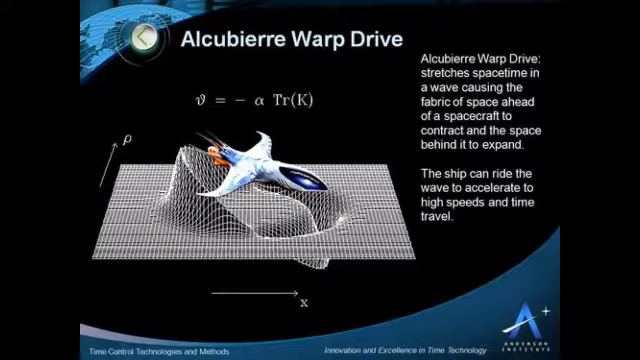 Alcubierre Warp Drive
Alcubierre Warp Drive:
stretches spacetime in
a wave causing the
fabric of space ahead
of a spacecraft to
contract and the space
behind it to expand.
The ship can ride the
wave to accelerate to
high speeds and time
travel.
ϑ = − α Tr(K)
ρ
x
ANDERSON
INSTITUTE
Time Control Technologies and Methods
Innovation and Excellence in Time Technology